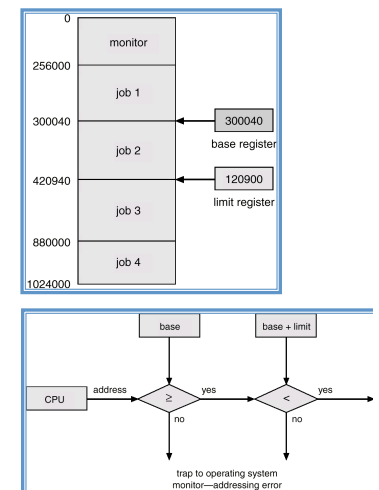 0
monitor
256000
job 1
300040
300040
base register
job 2
420940
120900
limit register
job 3
880000
job 4
1024000
base
base + limit
CPU
address
≥
yes
<
yes
no
no
trap to operating system
monitor—addressing error